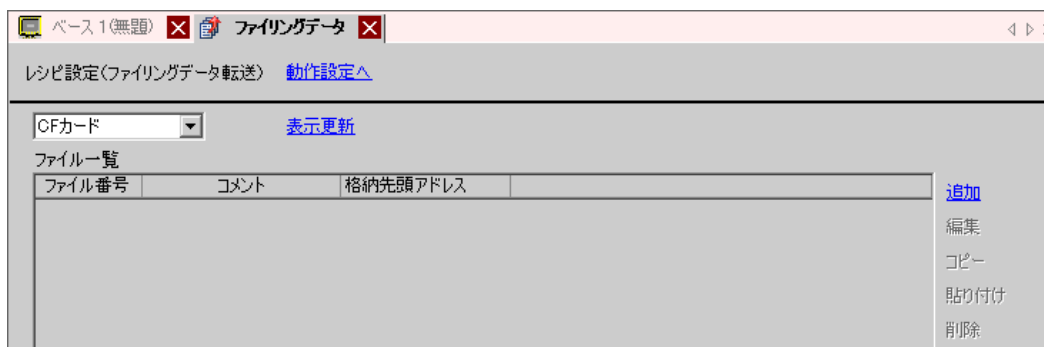 ベース 1(無題) ファイリングデータ
レシピ設定(ファイリングデータ転送) 動作設定へ
CFカード 表示更新
ファイル一覧
ファイル番号 コメント 格納先頭アドレス
追加
編集
コピー
貼り付け
削除